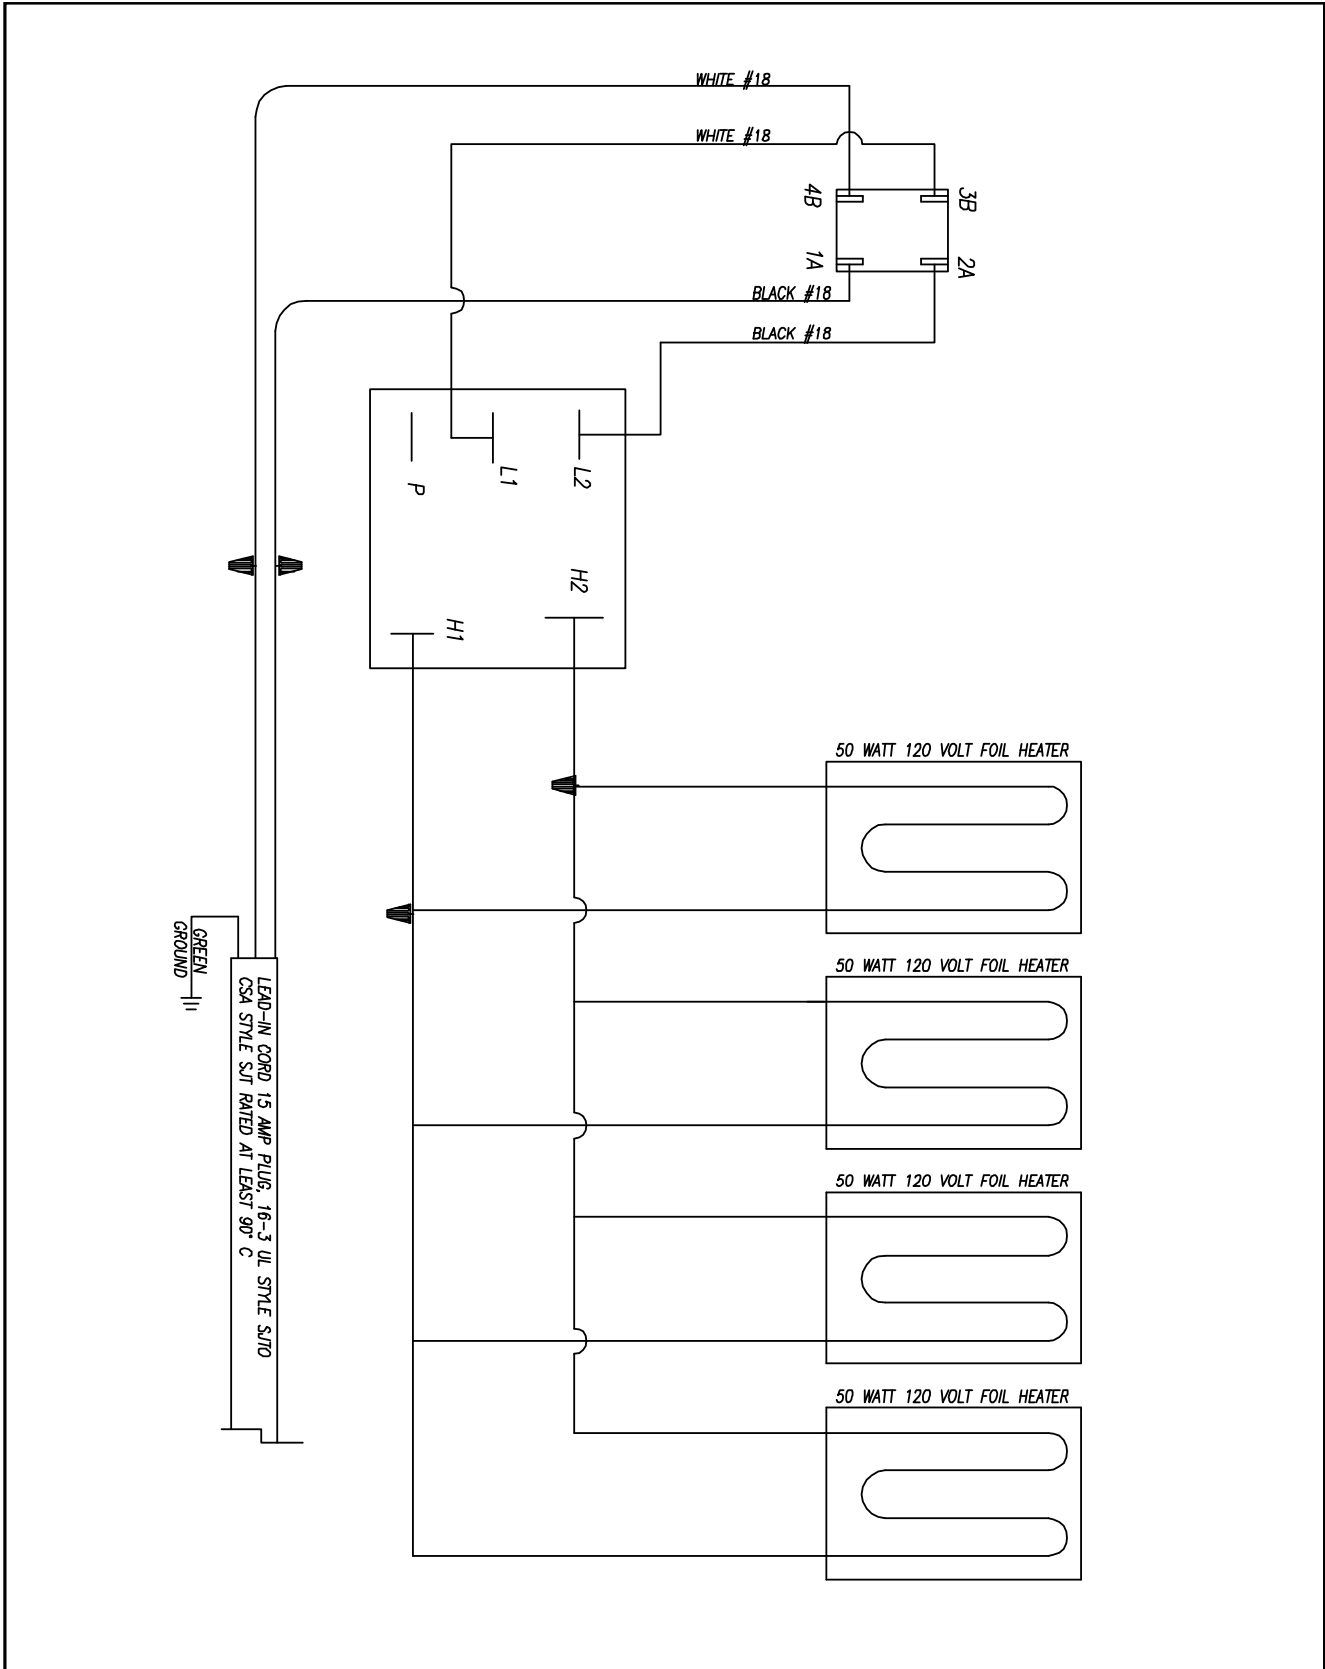 WHITE #18
WHITE #18
4B
3B
1A
2A
BLACK #18
BLACK #18
P
L1
L2
H2
H1
50 WATT 120 VOLT FOIL HEATER
50 WATT 120 VOLT FOIL HEATER
50 WATT 120 VOLT FOIL HEATER
50 WATT 120 VOLT FOIL HEATER
GREEN
GROUND
LEAD-IN CORD 15 AMP PLUG, 16-3 UL STYLE SJTO
CSA STYLE SJT RATED AT LEAST 90° C